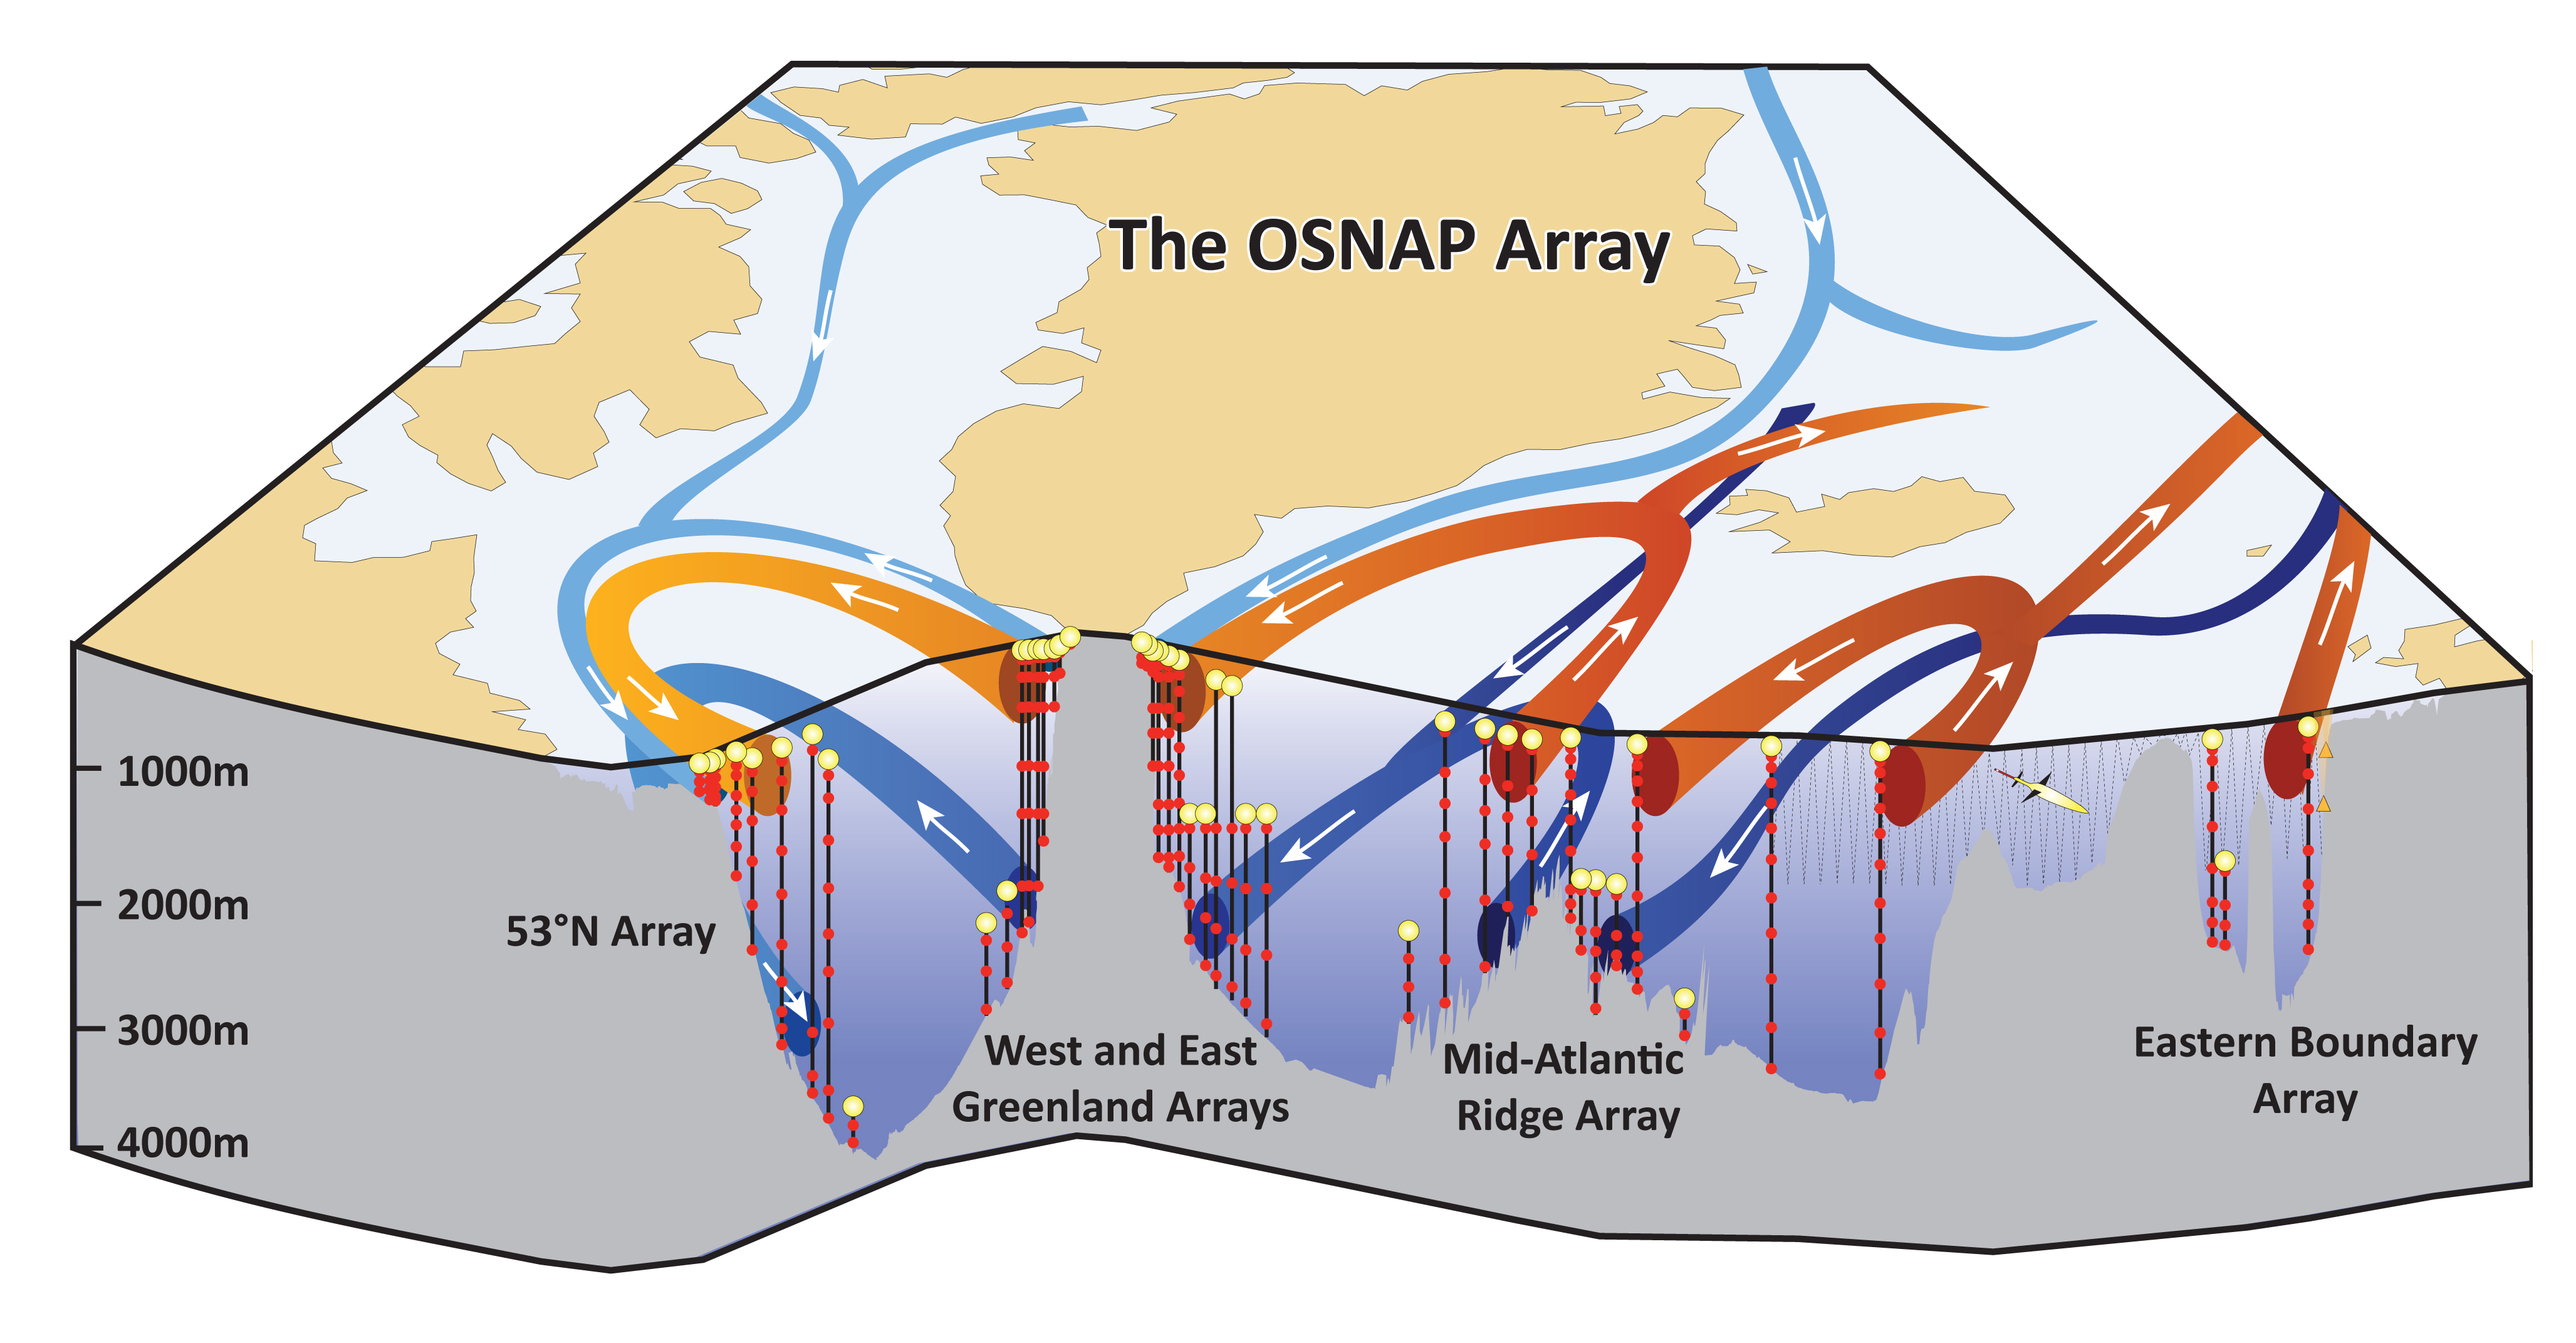 The OSNAP Array
1000m
2000m
3000m
4000m
53°N Array
West and East
Greenland Arrays
Mid-Atlantic
Ridge Array
Eastern Boundary
Array